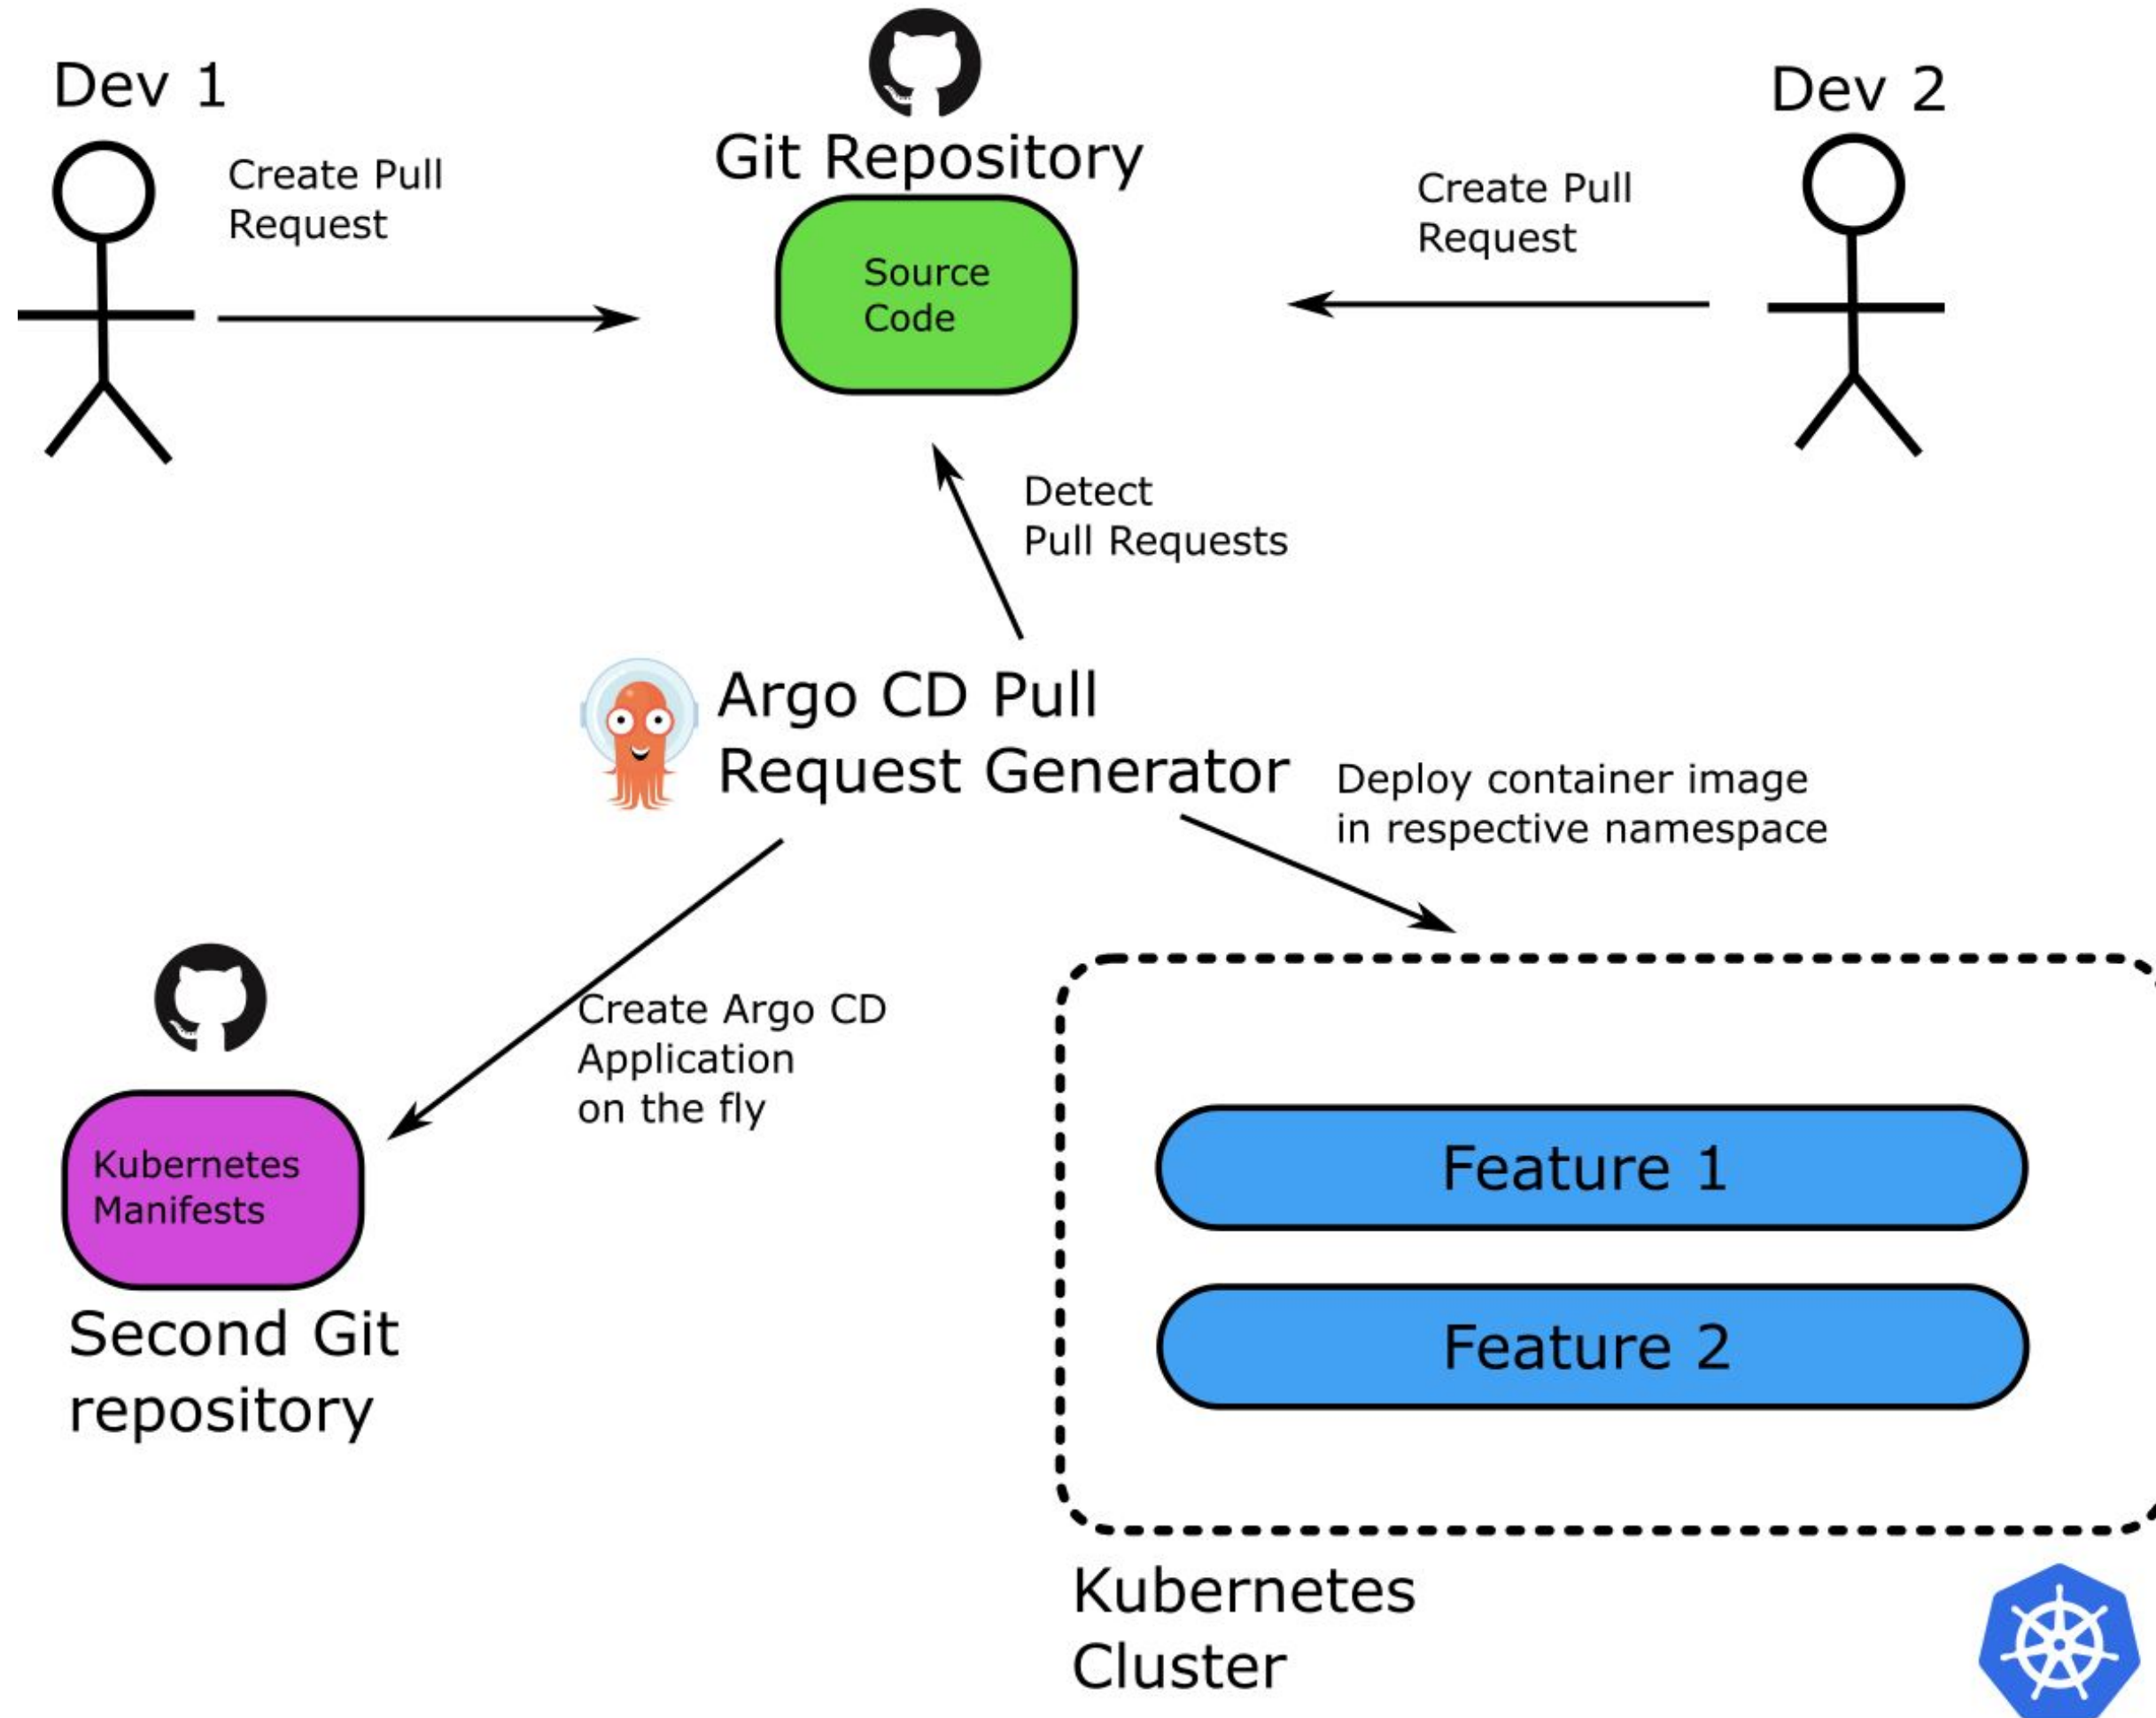 Dev 1
Git Repository
Dev 2
Create Pull
Request
Create Pull
Request
Source
Code
Detect
Pull Requests
Argo CD Pull
Request Generator
Deploy container image
in respective namespace
Create Argo CD
Application
on the fly
Kubernetes
Manifests
Second Git
repository
Feature 1
Feature 2
Kubernetes
Cluster